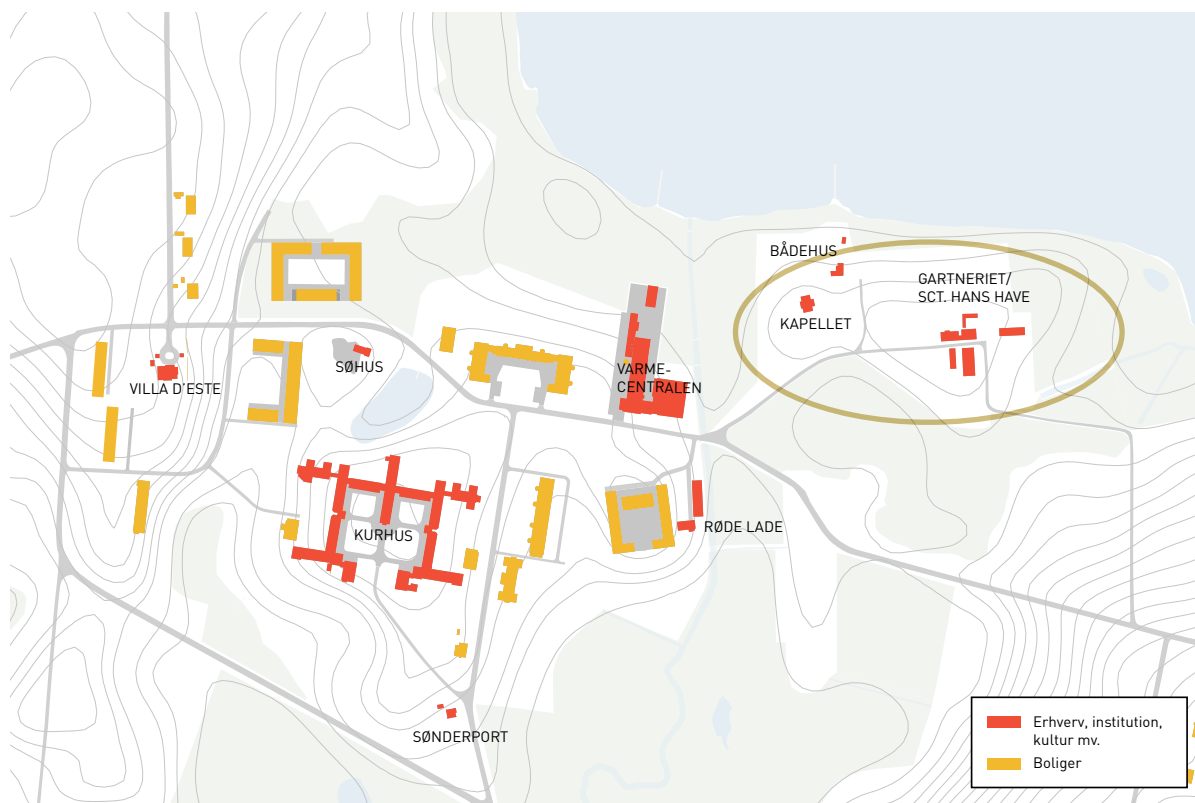 BÅDEHUS
GARTNERIET/
SCT. HANS HAVE
KAPELLET
SØHUS
VARME-
CENTRALEN
VILLA D'ESTE
RØDE LADE
KURHUS
SØNDERPORT
Erhverv, institution,
kultur mv.
Boliger